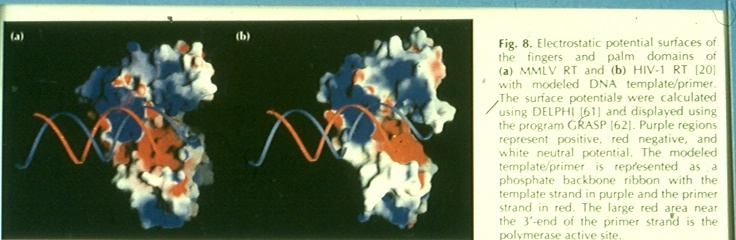 (a)
(b)
Fig. 8. Electrostatic potential surfaces of
the fingers and palm domains of
(a) MMLV RT and (b) HIV-1 RT [20]
with modeled DNA template/primer.
The surface potentials were calculated
using DELPHI [61] and displayed using
the program GRASP [62]. Purple regions
represent positive, red negative, and
white neutral potential. The modeled
template/primer is represented as a
phosphate backbone ribbon with the
template strand in purple and the primer
strand in red. The large red area near
the 3'-end of the primer strand is the
polymerase active site.